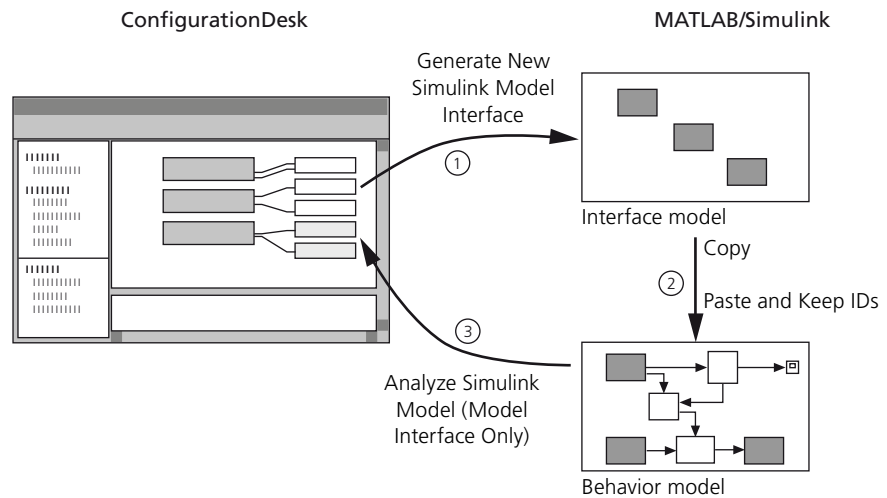 ConfigurationDesk
MATLAB/Simulink
Generate New
Simulink Model
Interface
1
Interface model
Copy
2
Paste and Keep IDs
3
Analyze Simulink
Model (Model
Interface Only)
Behavior model